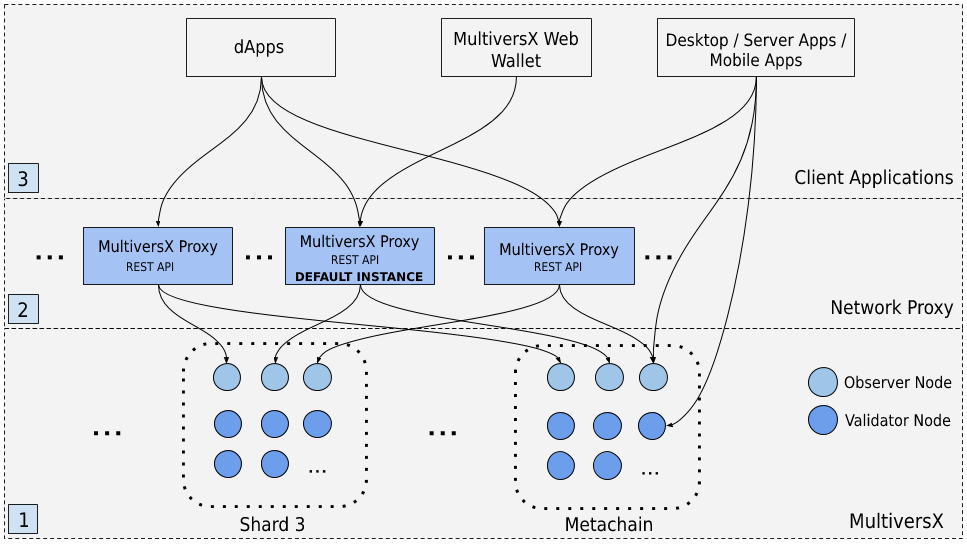 dApps
MultiversX Web
Wallet
Desktop / Server Apps /
Mobile Apps
3
Client Applications
...
MultiversX Proxy
REST API
...
MultiversX Proxy
REST API
DEFAULT INSTANCE
...
MultiversX Proxy
REST API
...
2
Network Proxy
Observer Node
Validator Node
...
...
...
...
1
Shard 3
Metachain
MultiversX